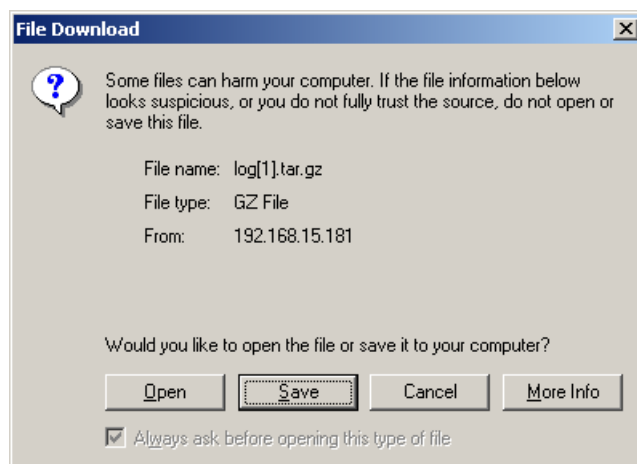 File Download
Some files can harm your computer. If the file information below
looks suspicious, or you do not fully trust the source, do not open or
save this file.
File name: log[1].tar.gz
File type: GZ File
From: 192.168.15.181
Would you like to open the file or save it to your computer?
Open Save Cancel More Info
Always ask before opening this type of file